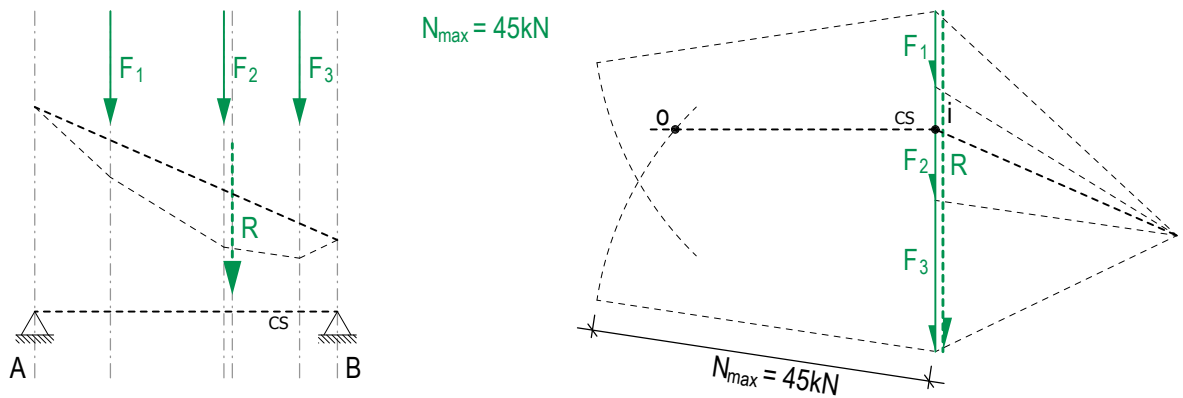 F1
F2
F3
R
CS
A
B
Nmax = 45kN
o
CS
i
F1
F2
R
F3
Nmax = 45kN